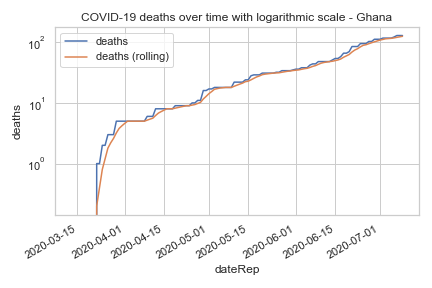 COVID-19 deaths over time with logarithmic scale - Ghana
deaths
deaths (rolling)
10²
10¹
10⁰
deaths
2020-03-15
2020-04-01
2020-04-15
2020-05-01
2020-05-15
2020-06-01
2020-06-15
2020-07-01
dateRep